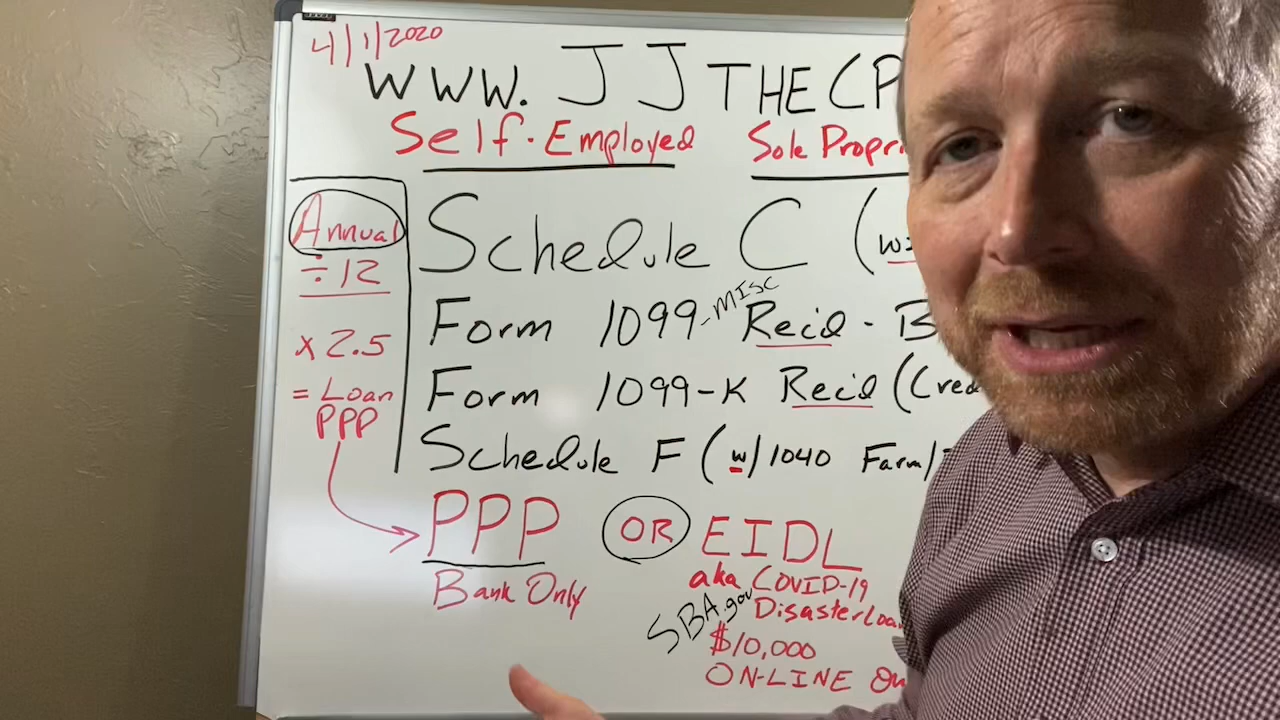 4/1/2020
WWW. JJ THE CP
Self-Employed Sole Propri
Annual
÷ 12
x 2.5
= Loan
PPP
Schedule C (w
Form 1099-MISC Rec'd - B
Form 1099-K Rec'd (Cred
Schedule F (w/1040 Farm/
PPP OR EIDL
Bank Only
aka COVID-19
Disaster Loan
SBA.gov
$10,000
ON-LINE On